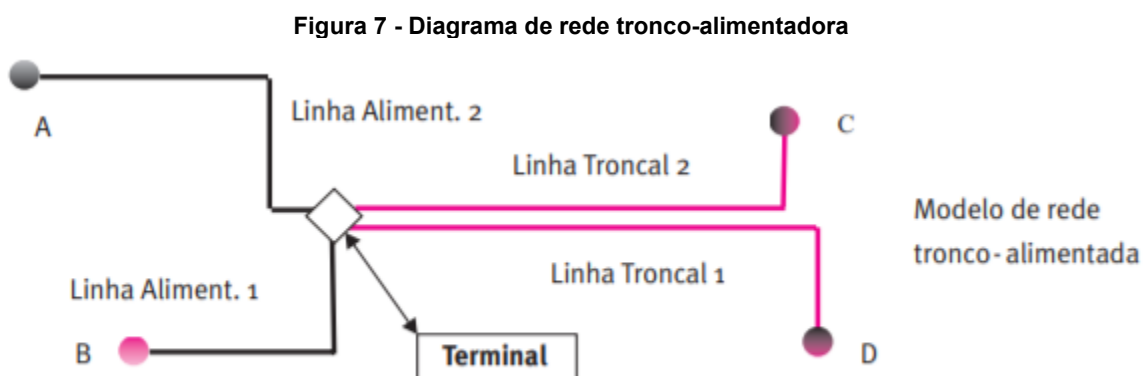 Figura 7 - Diagrama de rede tronco-alimentadora
A
Linha Aliment. 2
C
Linha Troncal 2
Modelo de rede
tronco-alimentada
Linha Troncal 1
Linha Aliment. 1
B
Terminal
D